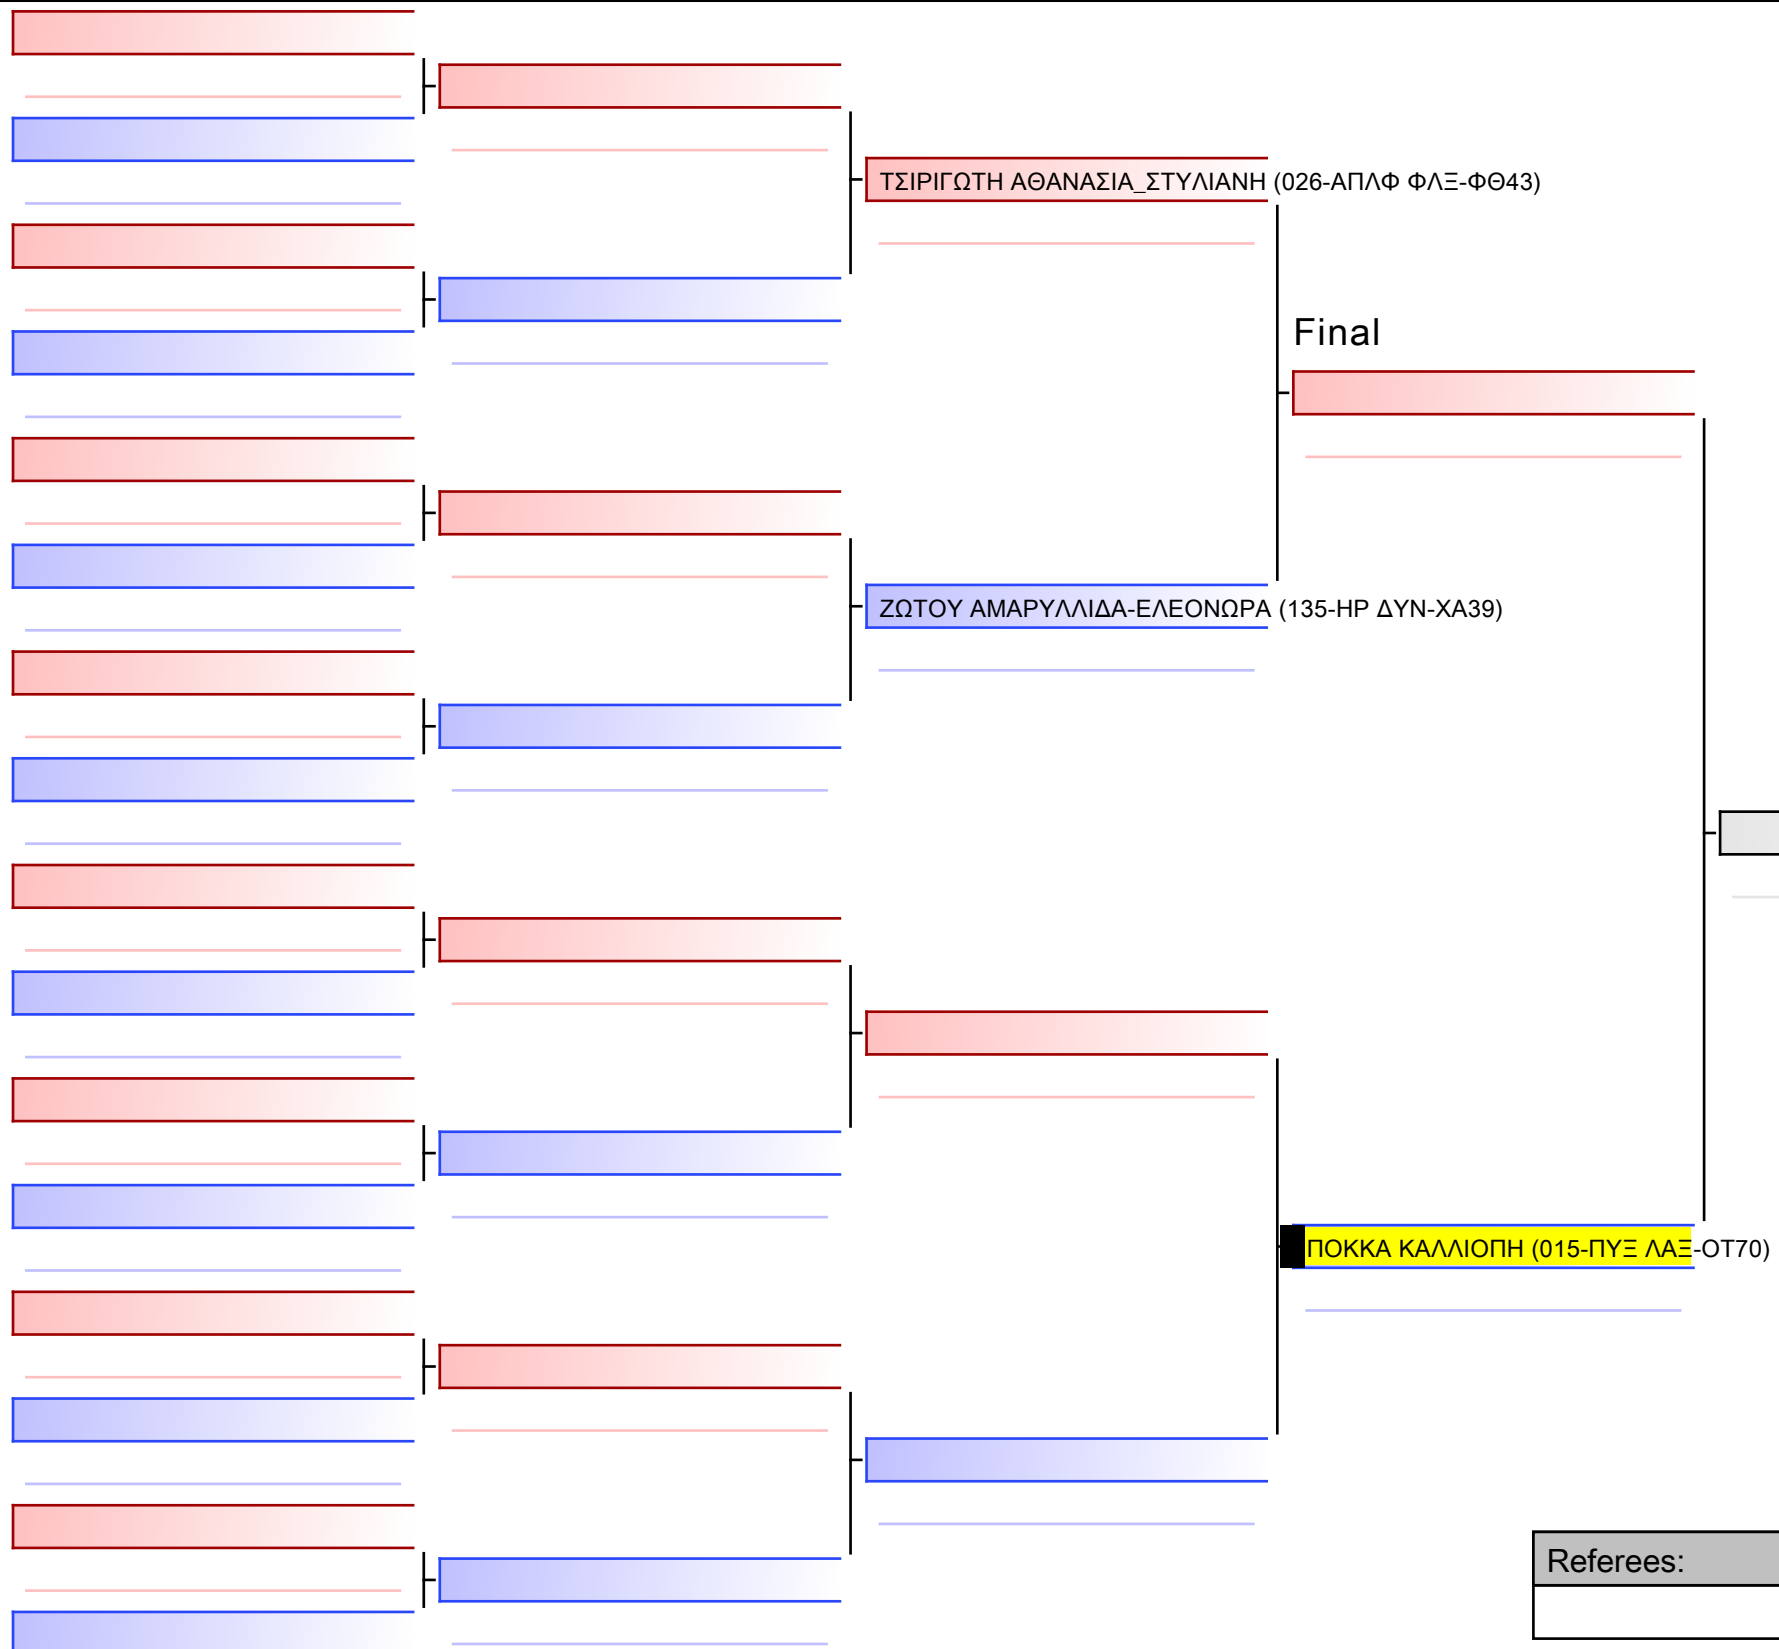 ΤΣΙΡΙΓΩΤΗ ΑΘΑΝΑΣΙΑ_ΣΤΥΛΙΑΝΗ (026-ΑΠΛΦ ΦΛΞ-ΦΘ43)
Final
ΖΩΤΟΥ ΑΜΑΡΥΛΛΙΔΑ-ΕΛΕΟΝΩΡΑ (135-ΗΡ ΔΥΝ-ΧΑ39)
ΠΟΚΚΑ ΚΑΛΛΙΟΠΗ (015-ΠΥΞ ΛΑΞ-ΟΤ70)
Referees: